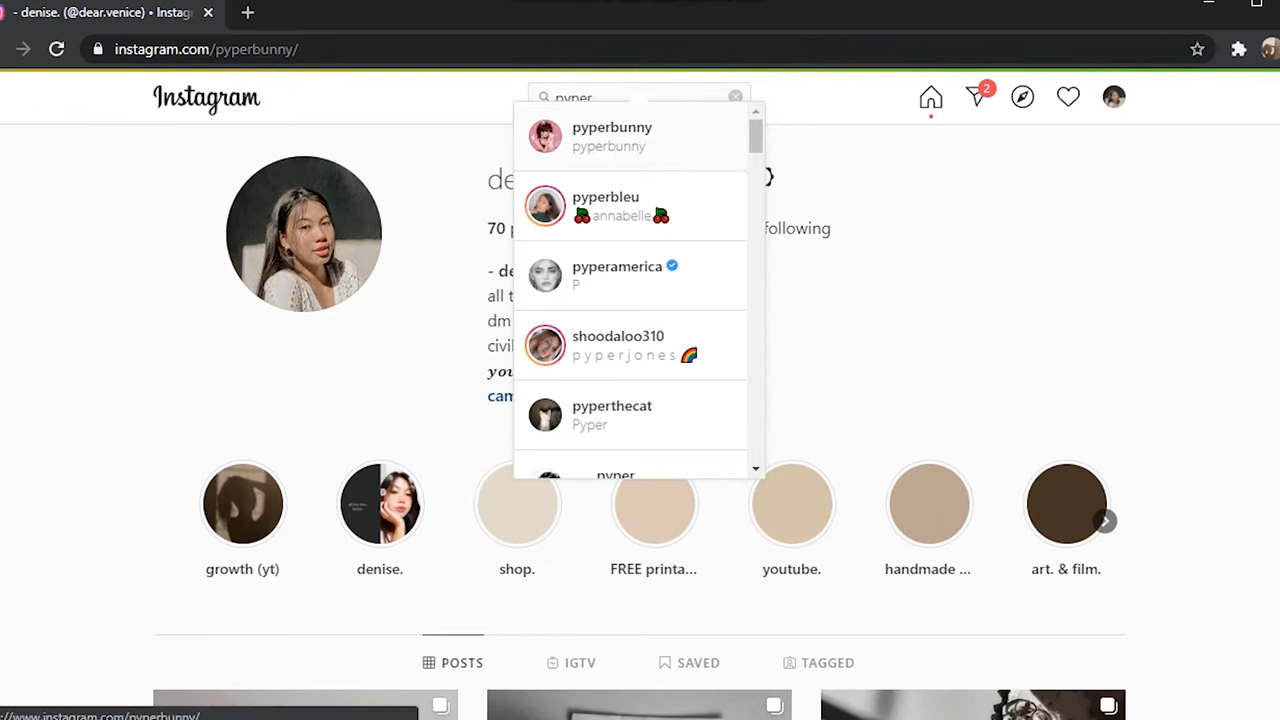 - denise. (@dear.venice) • Instag
instagram.com/pyperbunny/
Instagram
pyper
2
pyperbunny
pyperbunny
de
pyperbleu
🍒annabelle🍒
70 p
following
pyperamerica
P
- de
all t
dm
civil
you
cam
shoodaloo310
p y p e r j o n e s 🌈
pyperthecat
Pyper
pyper
growth (yt)
denise.
shop.
FREE printa...
youtube.
handmade ...
art. & film.
POSTS
IGTV
SAVED
TAGGED
://www.instagram.com/pyperbunny/